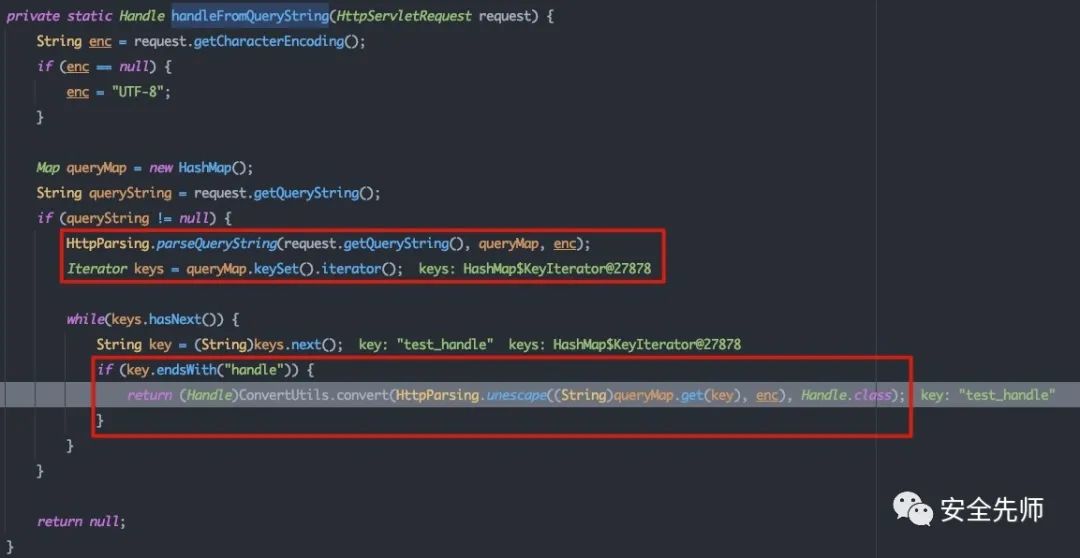 private static Handle handleFromQueryString(HttpServletRequest request) {
String enc = request.getCharacterEncoding();
if (enc == null) {
enc = "UTF-8";
}
Map queryMap = new HashMap();
String queryString = request.getQueryString();
if (queryString != null) {
HttpParsing.parseQueryString(request.getQueryString(), queryMap, enc);
Iterator keys = queryMap.keySet().iterator(); keys: HashMap$KeyIterator@27878
while(keys.hasNext()) {
String key = (String)keys.next(); key: "test_handle" keys: HashMap$KeyIterator@27878
if (key.endsWith("handle")) {
return (Handle)ConvertUtils.convert(HttpParsing.unescape((String)queryMap.get(key), enc), Handle.class); key: "test_handle"
}
}
}
return null;
}
安全先师